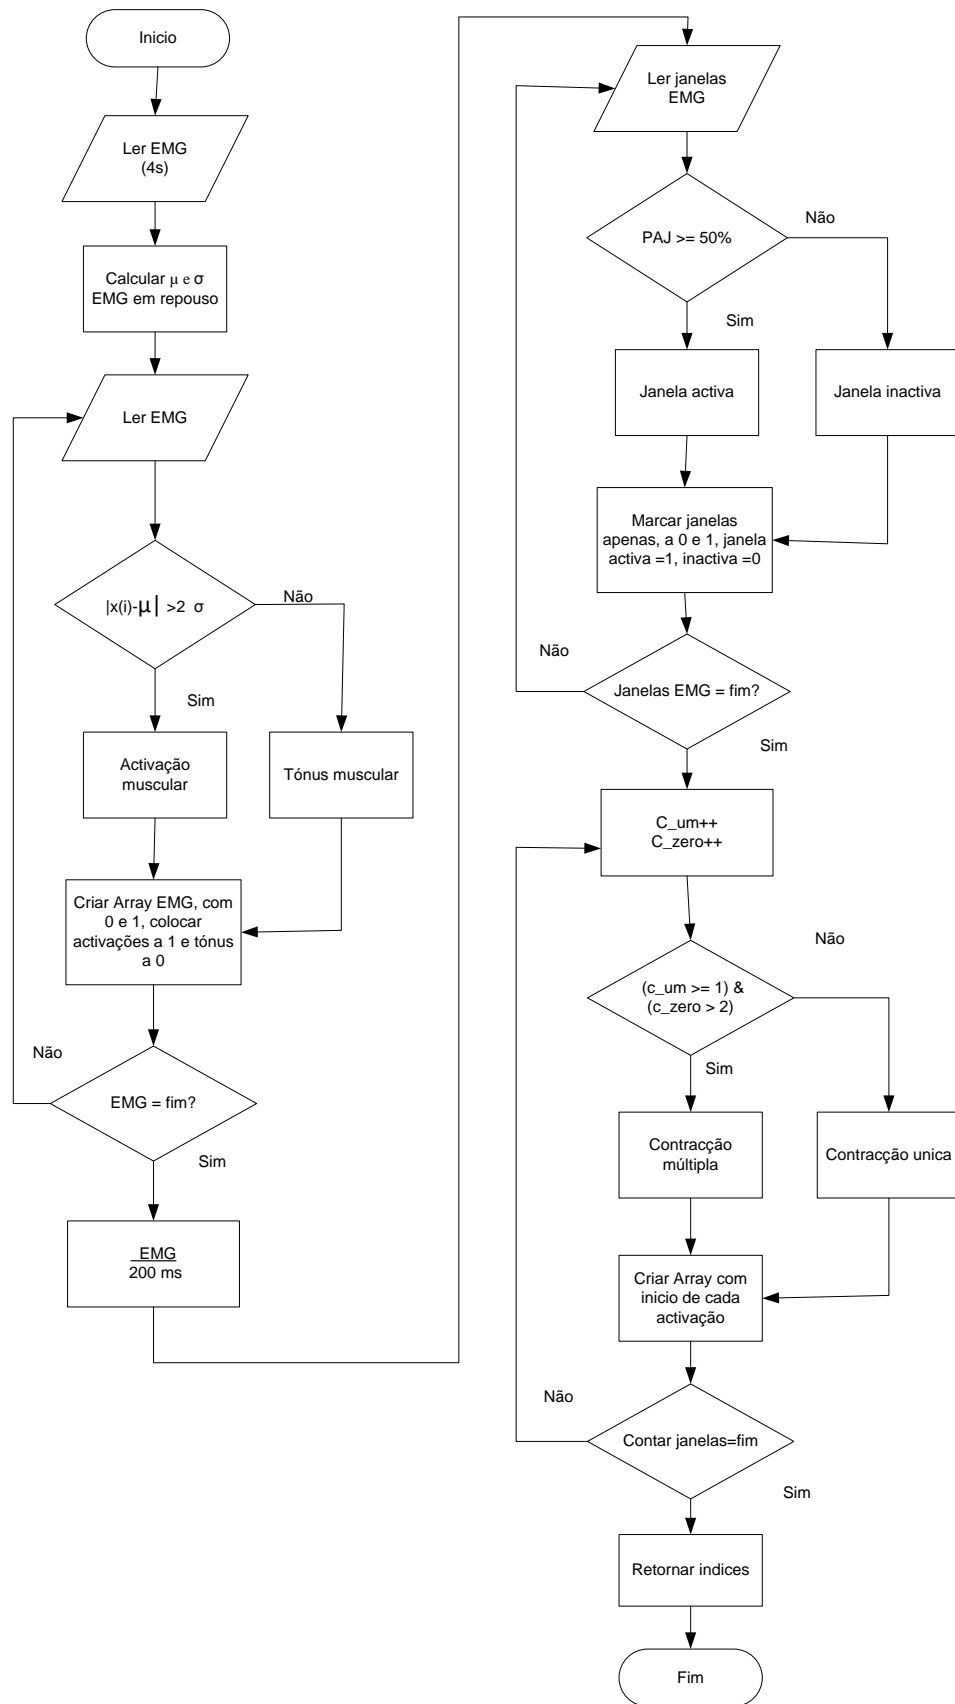 Inicio
Ler EMG
(4s)
Calcular μ e σ
EMG em repouso
Ler EMG
|x(i)-μ| >2 σ
Não
Sim
Activação
muscular
Tónus muscular
Criar Array EMG, com
0 e 1, colocar
activações a 1 e tónus
a 0
Não
EMG = fim?
Sim
EMG
200 ms
Ler janelas
EMG
PAJ >= 50%
Não
Sim
Janela activa
Janela inactiva
Marcar janelas
apenas, a 0 e 1, janela
activa =1, inactiva =0
Não
Janelas EMG = fim?
Sim
C_um++
C_zero++
Não
(c_um >= 1) &
(c_zero > 2)
Sim
Contracção
múltipla
Contracção unica
Criar Array com
inicio de cada
activação
Não
Contar janelas=fim
Sim
Retornar indices
Fim